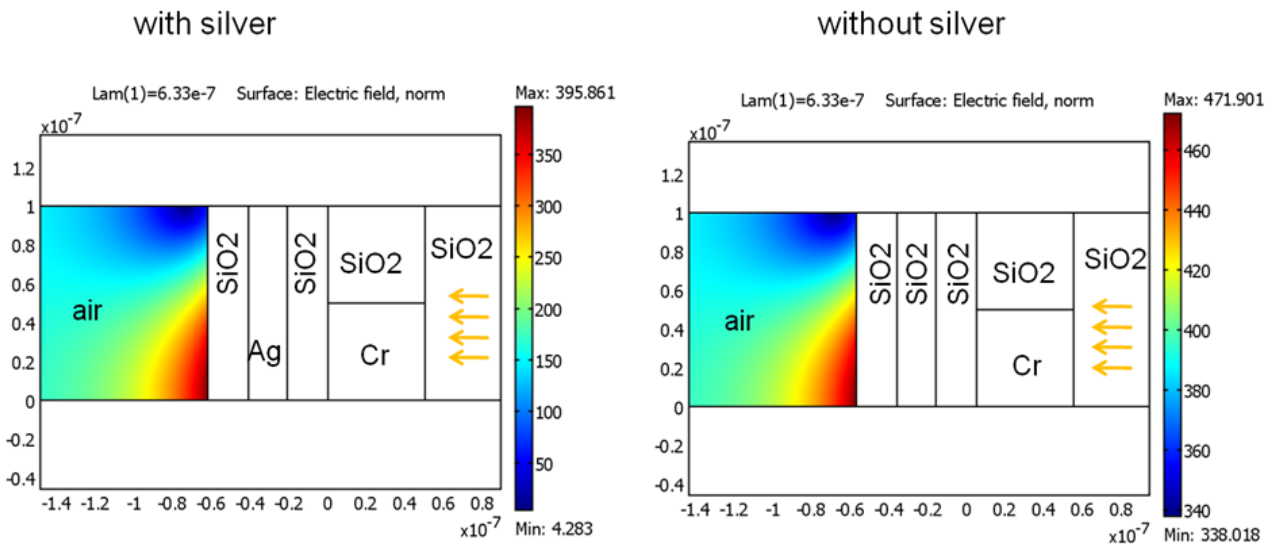 with silver
without silver
Lam(1)=6.33e-7 Surface: Electric field, norm
Max: 395.861
x10^-7
1.2
1
0.8
0.6
0.4
0.2
0
-0.2
-0.4
air
SiO2
Ag
SiO2
SiO2
Cr
SiO2
350
300
250
200
150
100
50
-1.4 -1.2 -1 -0.8 -0.6 -0.4 -0.2 0 0.2 0.4 0.6 0.8
x10^-7
Min: 4.283
Lam(1)=6.33e-7 Surface: Electric field, norm
Max: 471.901
x10^-7
1.2
1
0.8
0.6
0.4
0.2
0
-0.2
-0.4
air
SiO2
SiO2
SiO2
SiO2
Cr
SiO2
460
440
420
400
380
360
340
-1.4 -1.2 -1 -0.8 -0.6 -0.4 -0.2 0 0.2 0.4 0.6 0.8
x10^-7
Min: 338.018